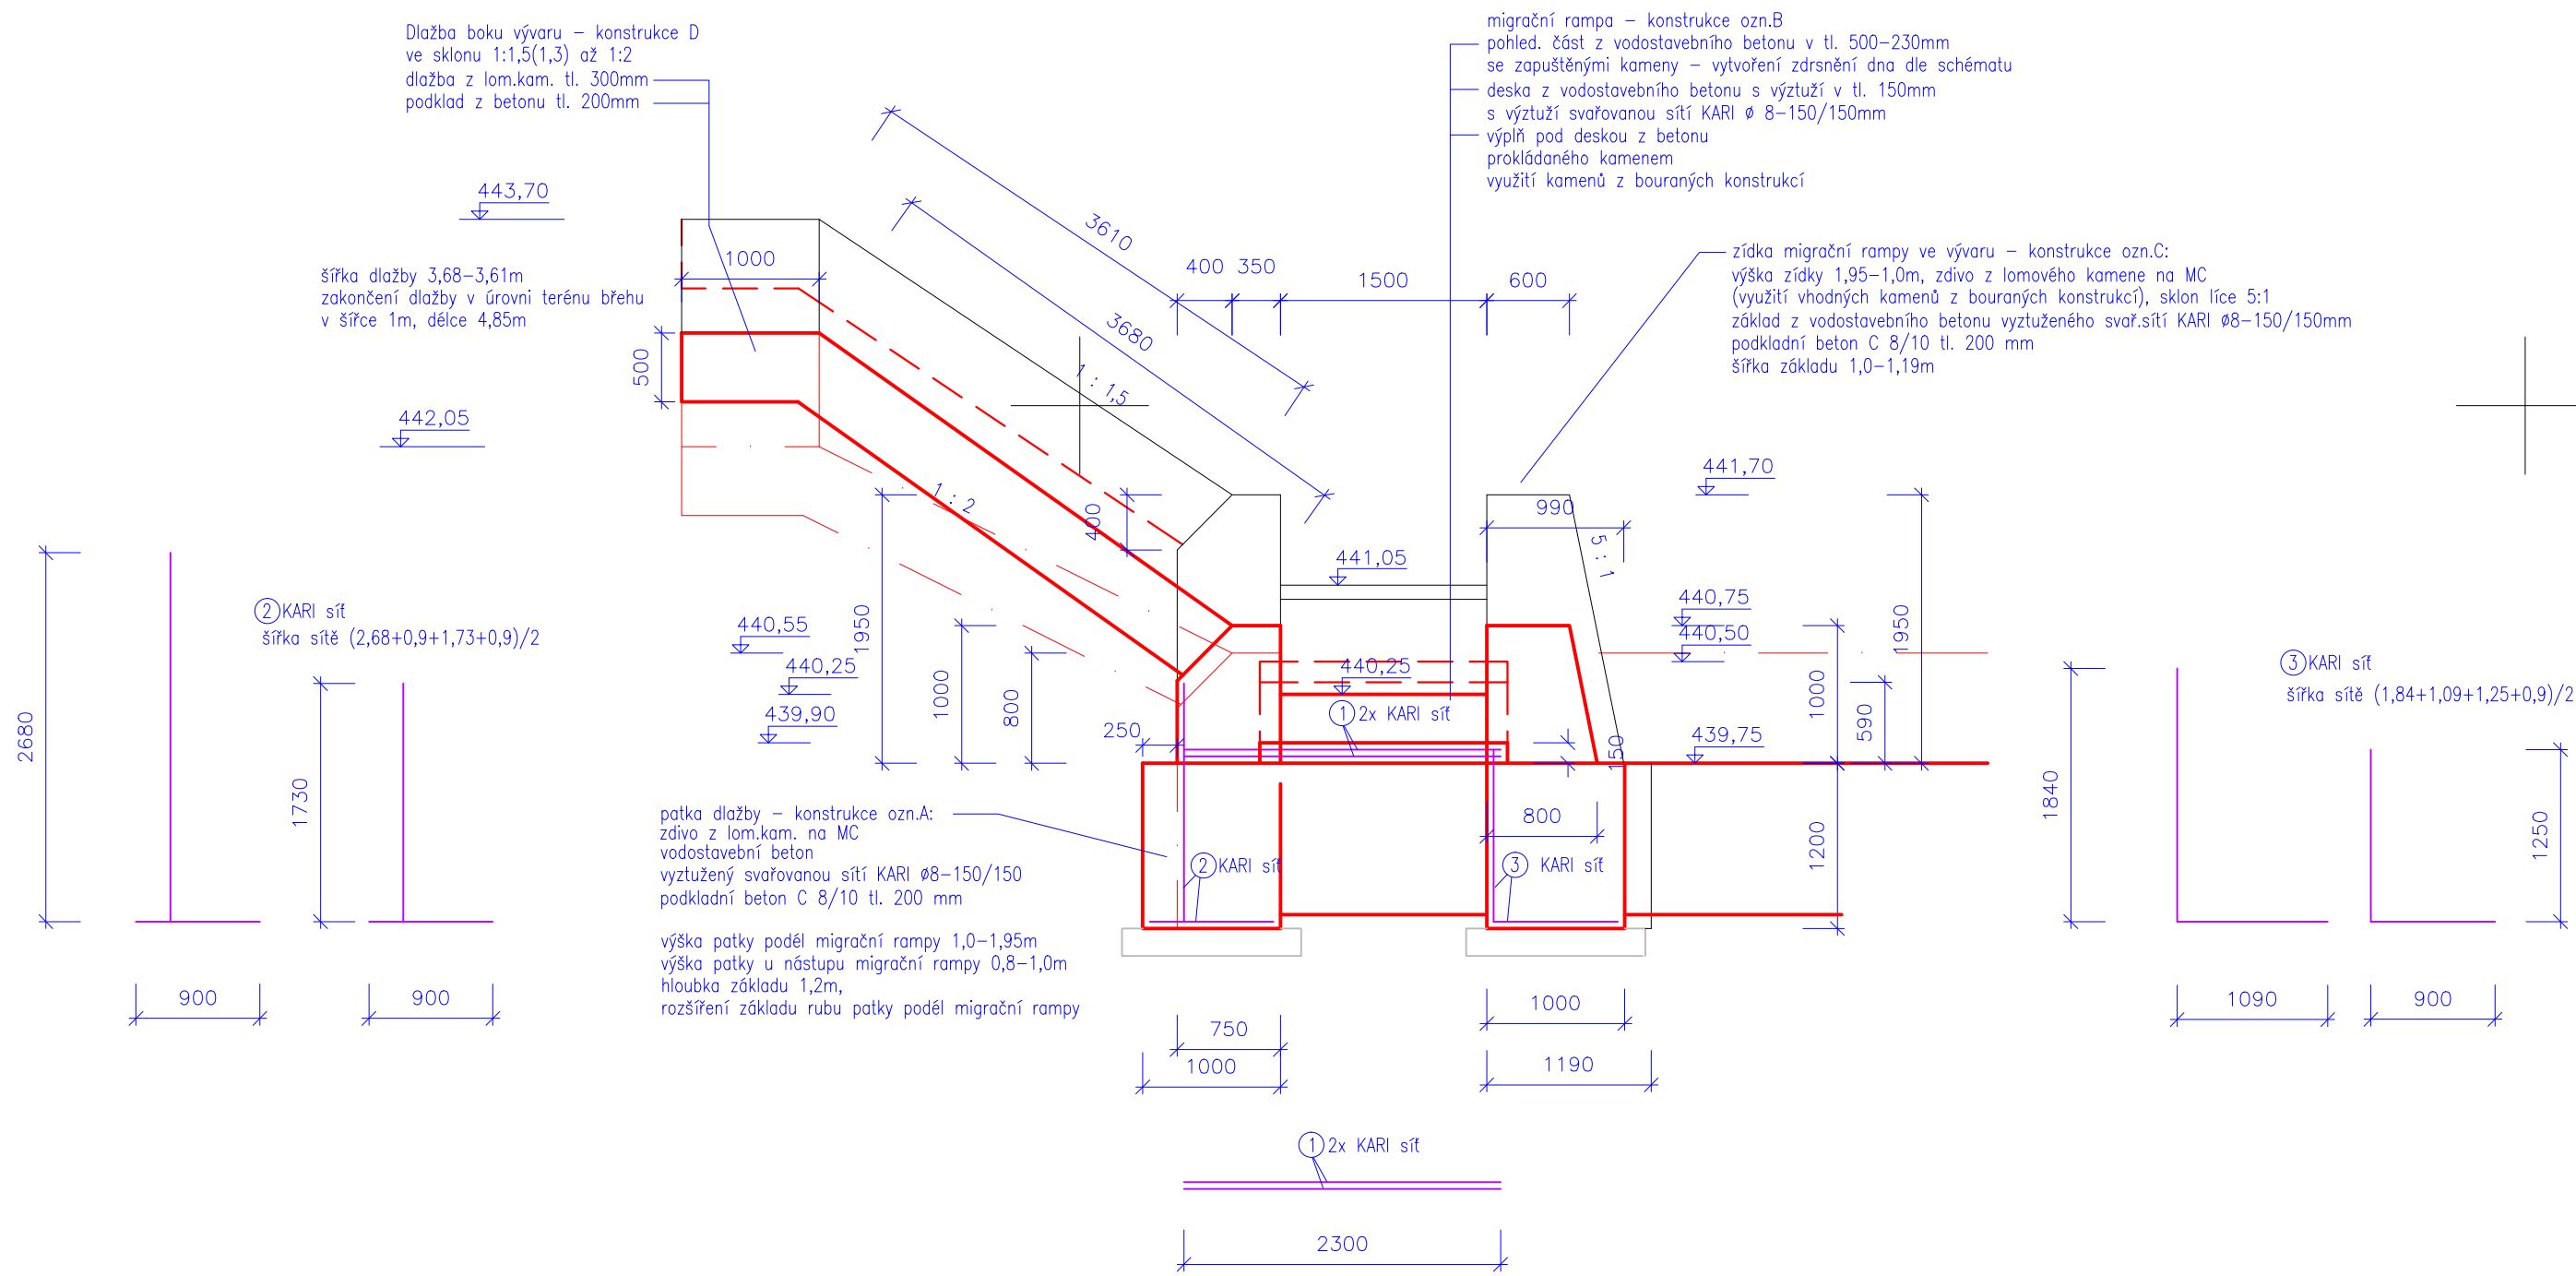 Dlažba boku vývaru – konstrukce D
ve sklonu 1:1,5(1,3) až 1:2
dlažba z lom.kam. tl. 300mm
podklad z betonu tl. 200mm
migrační rampa – konstrukce ozn.B
pohled. část z vodostavebního betonu v tl. 500–230mm
se zapuštěnými kameny – vytvoření zdrsnění dna dle schématu
deska z vodostavebního betonu s výztuží v tl. 150mm
s výztuží svařovanou sítí KARI ø 8–150/150mm
výplň pod deskou z betonu
prokládaného kamenem
využití kamenů z bouraných konstrukcí
443,70
šířka dlažby 3,68–3,61m
zakončení dlažby v úrovni terénu břehu
v šířce 1m, délce 4,85m
1000
500
442,05
3610
3680
1 : 1,5
1 : 2
400 350
1500
600
zídka migrační rampy ve vývaru – konstrukce ozn.C:
výška zídky 1,95–1,0m, zdivo z lomového kamene na MC
(využití vhodných kamenů z bouraných konstrukcí), sklon líce 5:1
základ z vodostavebního betonu vyztuženého svař.sítí KARI ø8–150/150mm
podkladní beton C 8/10 tl. 200 mm
šířka základu 1,0–1,19m
441,70
990
5 : 1
400
441,05
440,75
440,50
440,25
439,75
1950
1000
590
1200
150
800
440,55
440,25
439,90
1950
1000
800
250
1 2x KARI síť
2 KARI síť
3 KARI síť
2 KARI síť
šířka sítě (2,68+0,9+1,73+0,9)/2
2680
1730
900
900
3 KARI síť
šířka sítě (1,84+1,09+1,25+0,9)/2
1840
1250
1090
900
patka dlažby – konstrukce ozn.A:
zdivo z lom.kam. na MC
vodostavební beton
vyztužený svařovanou sítí KARI ø8–150/150
podkladní beton C 8/10 tl. 200 mm
výška patky podél migrační rampy 1,0–1,95m
výška patky u nástupu migrační rampy 0,8–1,0m
hloubka základu 1,2m,
rozšíření základu rubu patky podél migrační rampy
750
1000
1000
1190
1 2x KARI síť
2300